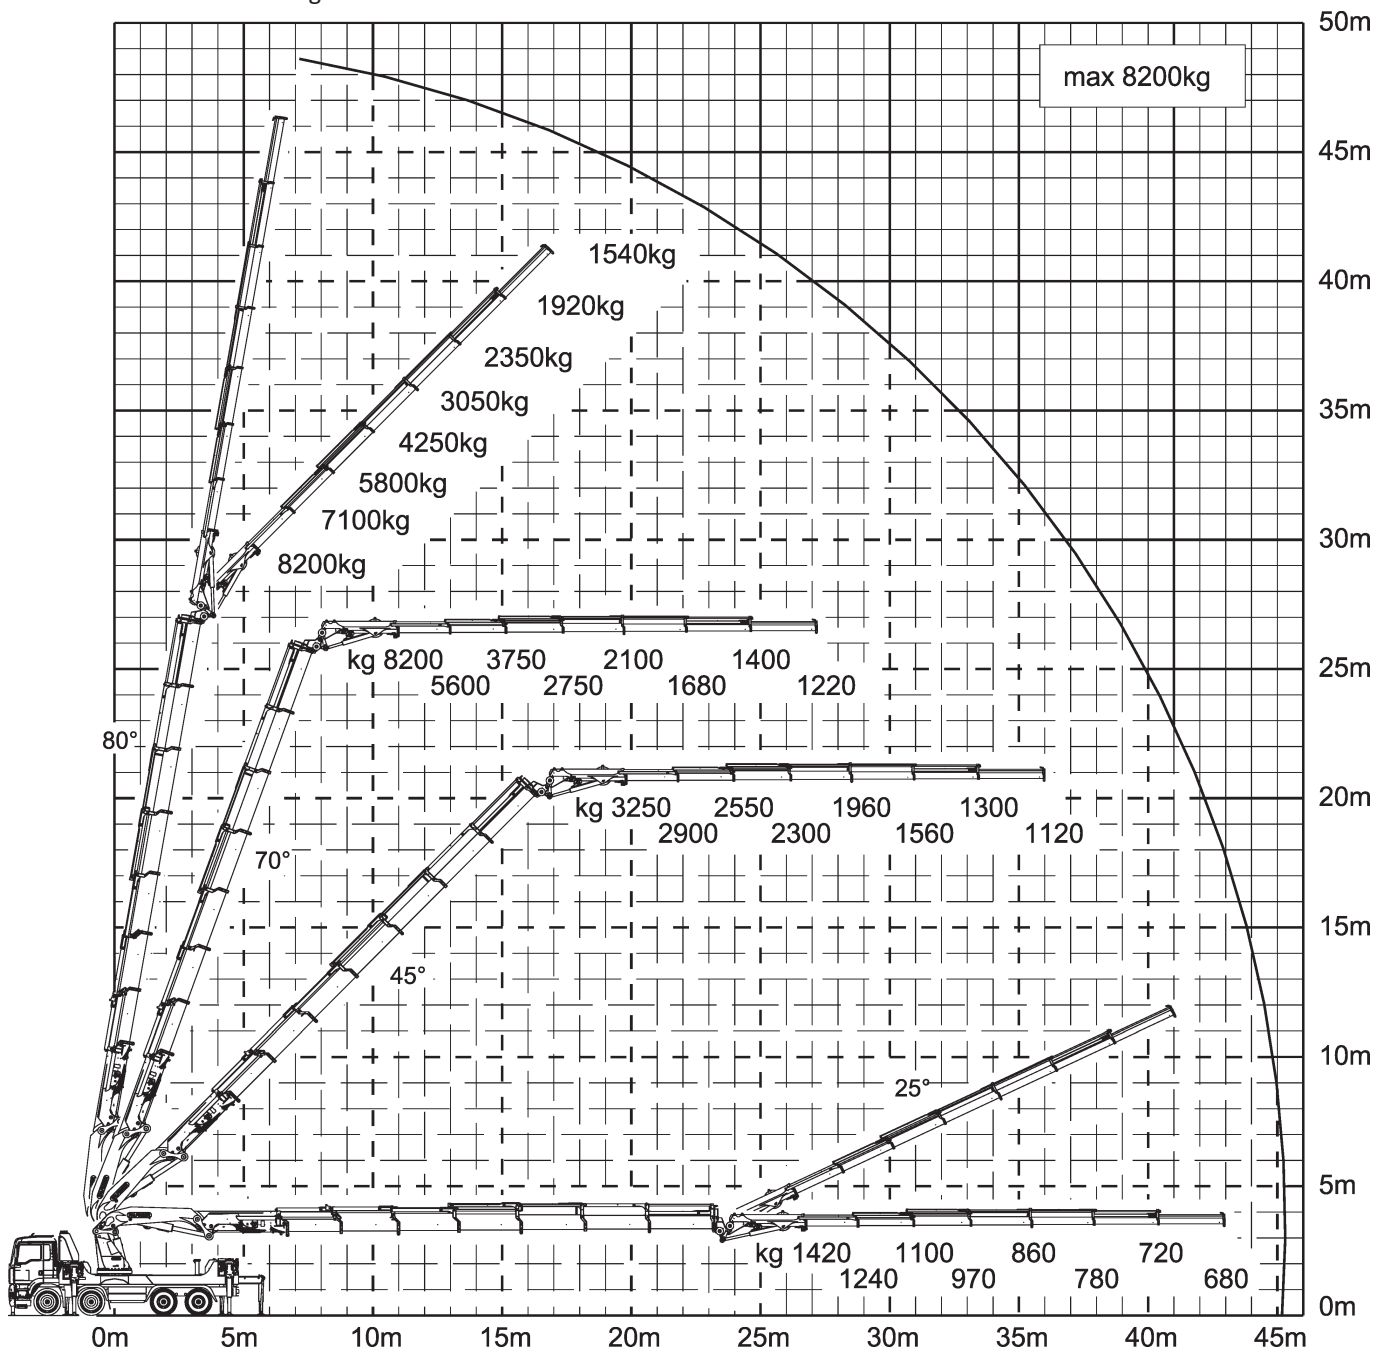 g
50m
max 8200kg
45m
1540kg
40m
1920kg
2350kg
3050kg
35m
4250kg
5800kg
7100kg
30m
8200kg
kg 8200 3750 2100 1400
25m
5600 2750 1680 1220
80°
20m
kg 3250 2550 1960 1300
2900 2300 1560 1120
70°
15m
45°
10m
25°
5m
kg 1420 1100 860 720
1240 970 780 680
0m
0m 5m 10m 15m 20m 25m 30m 35m 40m 45m